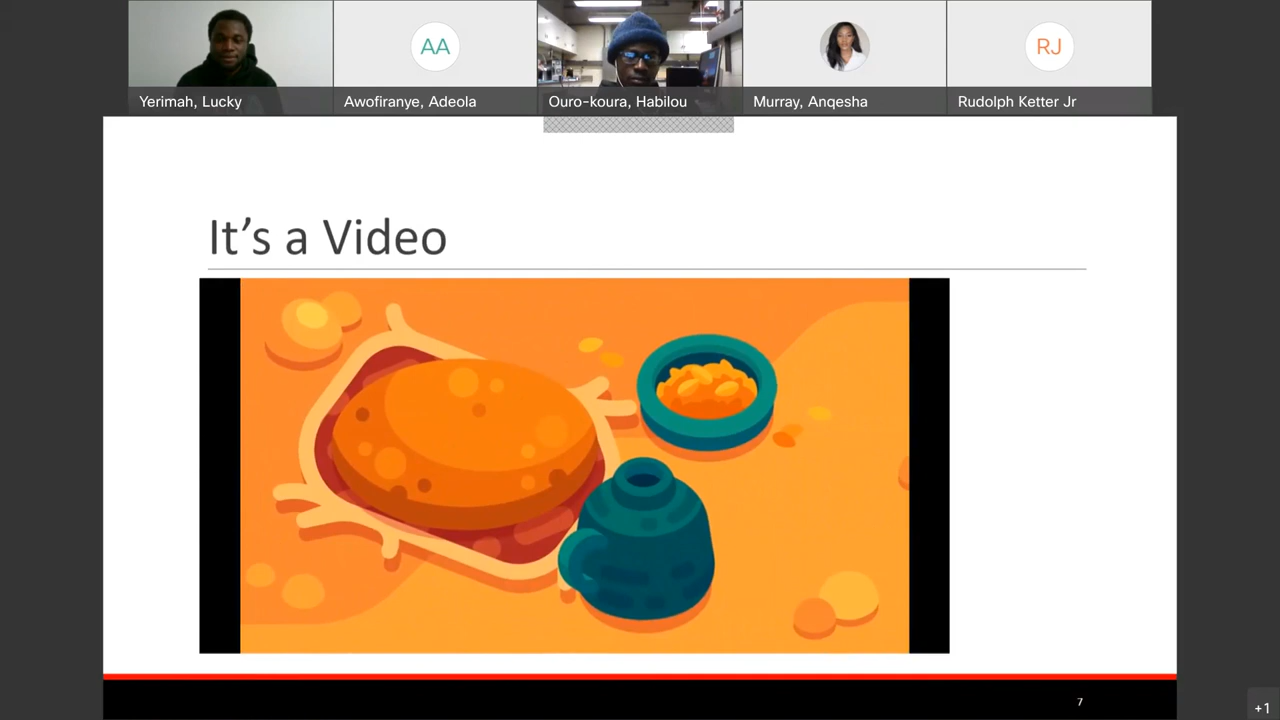 AA
RJ
Yerimah, Lucky
Awofiranye, Adeola
Ouro-koura, Habilou
Murray, Anqesha
Rudolph Ketter Jr
It's a Video
7
+1